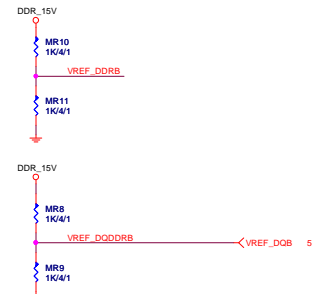 DDR_15V
MR10
1K/4/1
VREF_DDRB
MR11
1K/4/1
DDR_15V
MR8
1K/4/1
VREF_DQDDRB
VREF_DQB 5
MR9
1K/4/1